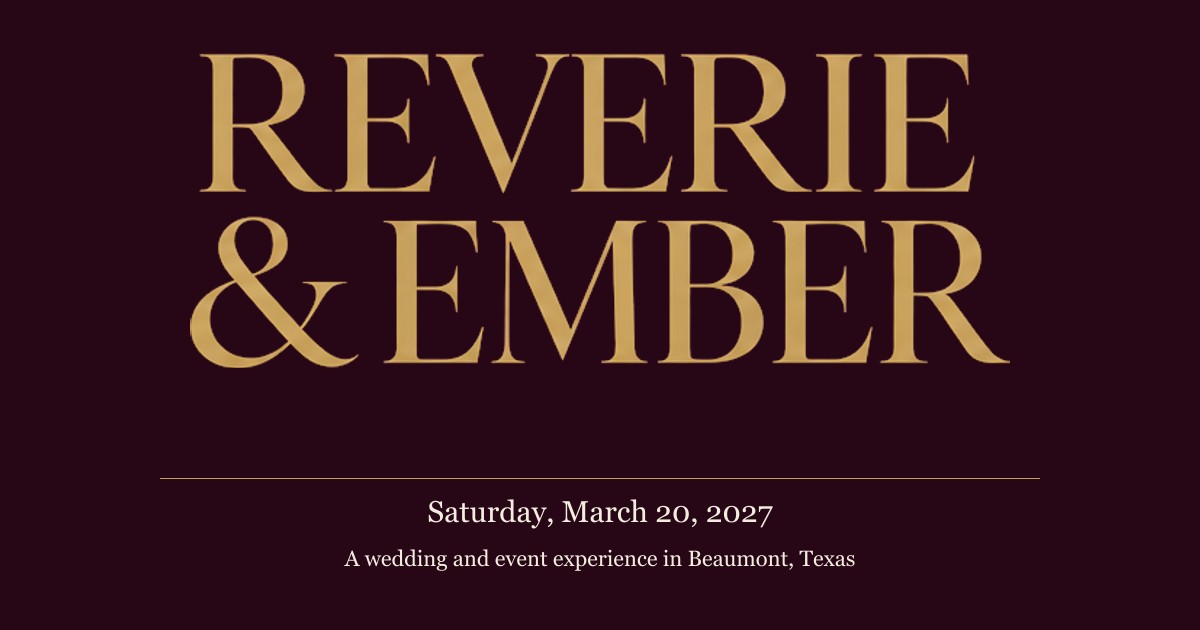 REVERIE
& EMBER
Saturday, March 20, 2027
A wedding and event experience in Beaumont, Texas